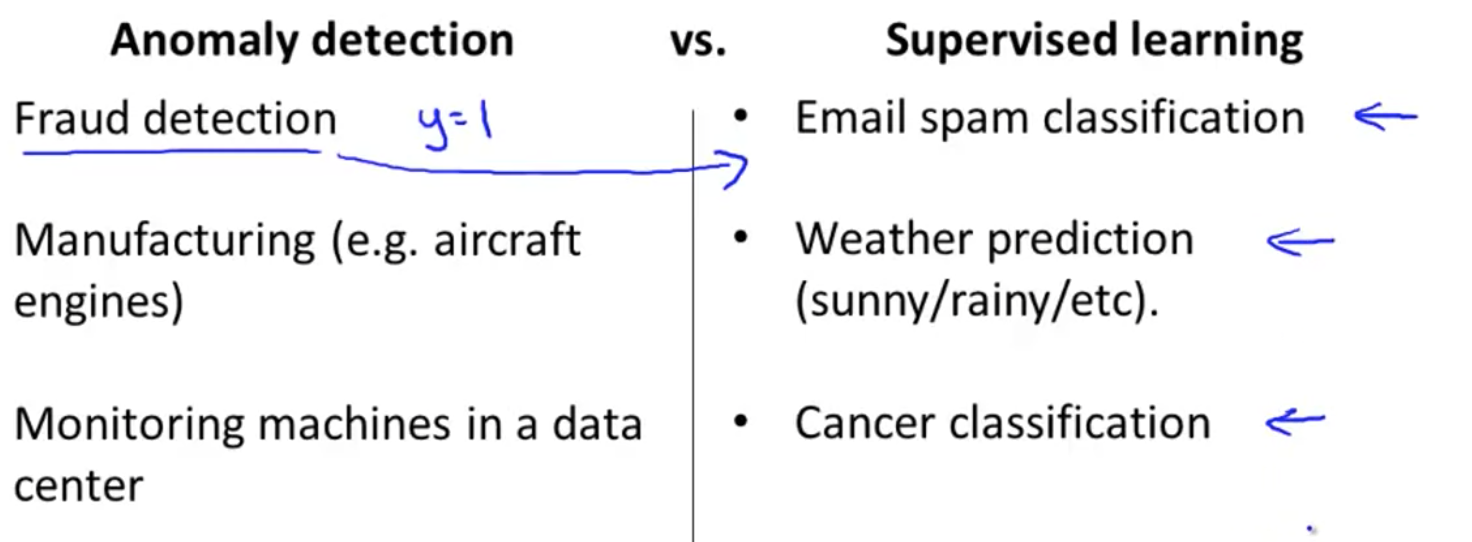 Anomaly detection vs. Supervised learning
Fraud detection y=1
• Email spam classification
Manufacturing (e.g. aircraft
engines)
• Weather prediction
(sunny/rainy/etc).
Monitoring machines in a data
center
• Cancer classification